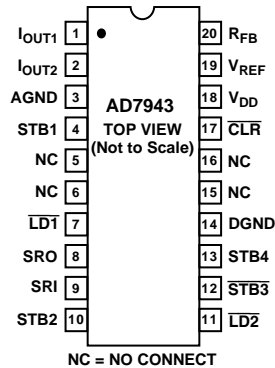 IOUT1 1 20 RFB
IOUT2 2 19 VREF
AGND 3 18 VDD
AD7943
STB1 4 TOP VIEW 17 CLR
(Not to Scale)
NC 5 16 NC
NC 6 15 NC
LD1 7 14 DGND
SRO 8 13 STB4
SRI 9 12 STB3
STB2 10 11 LD2
NC = NO CONNECT